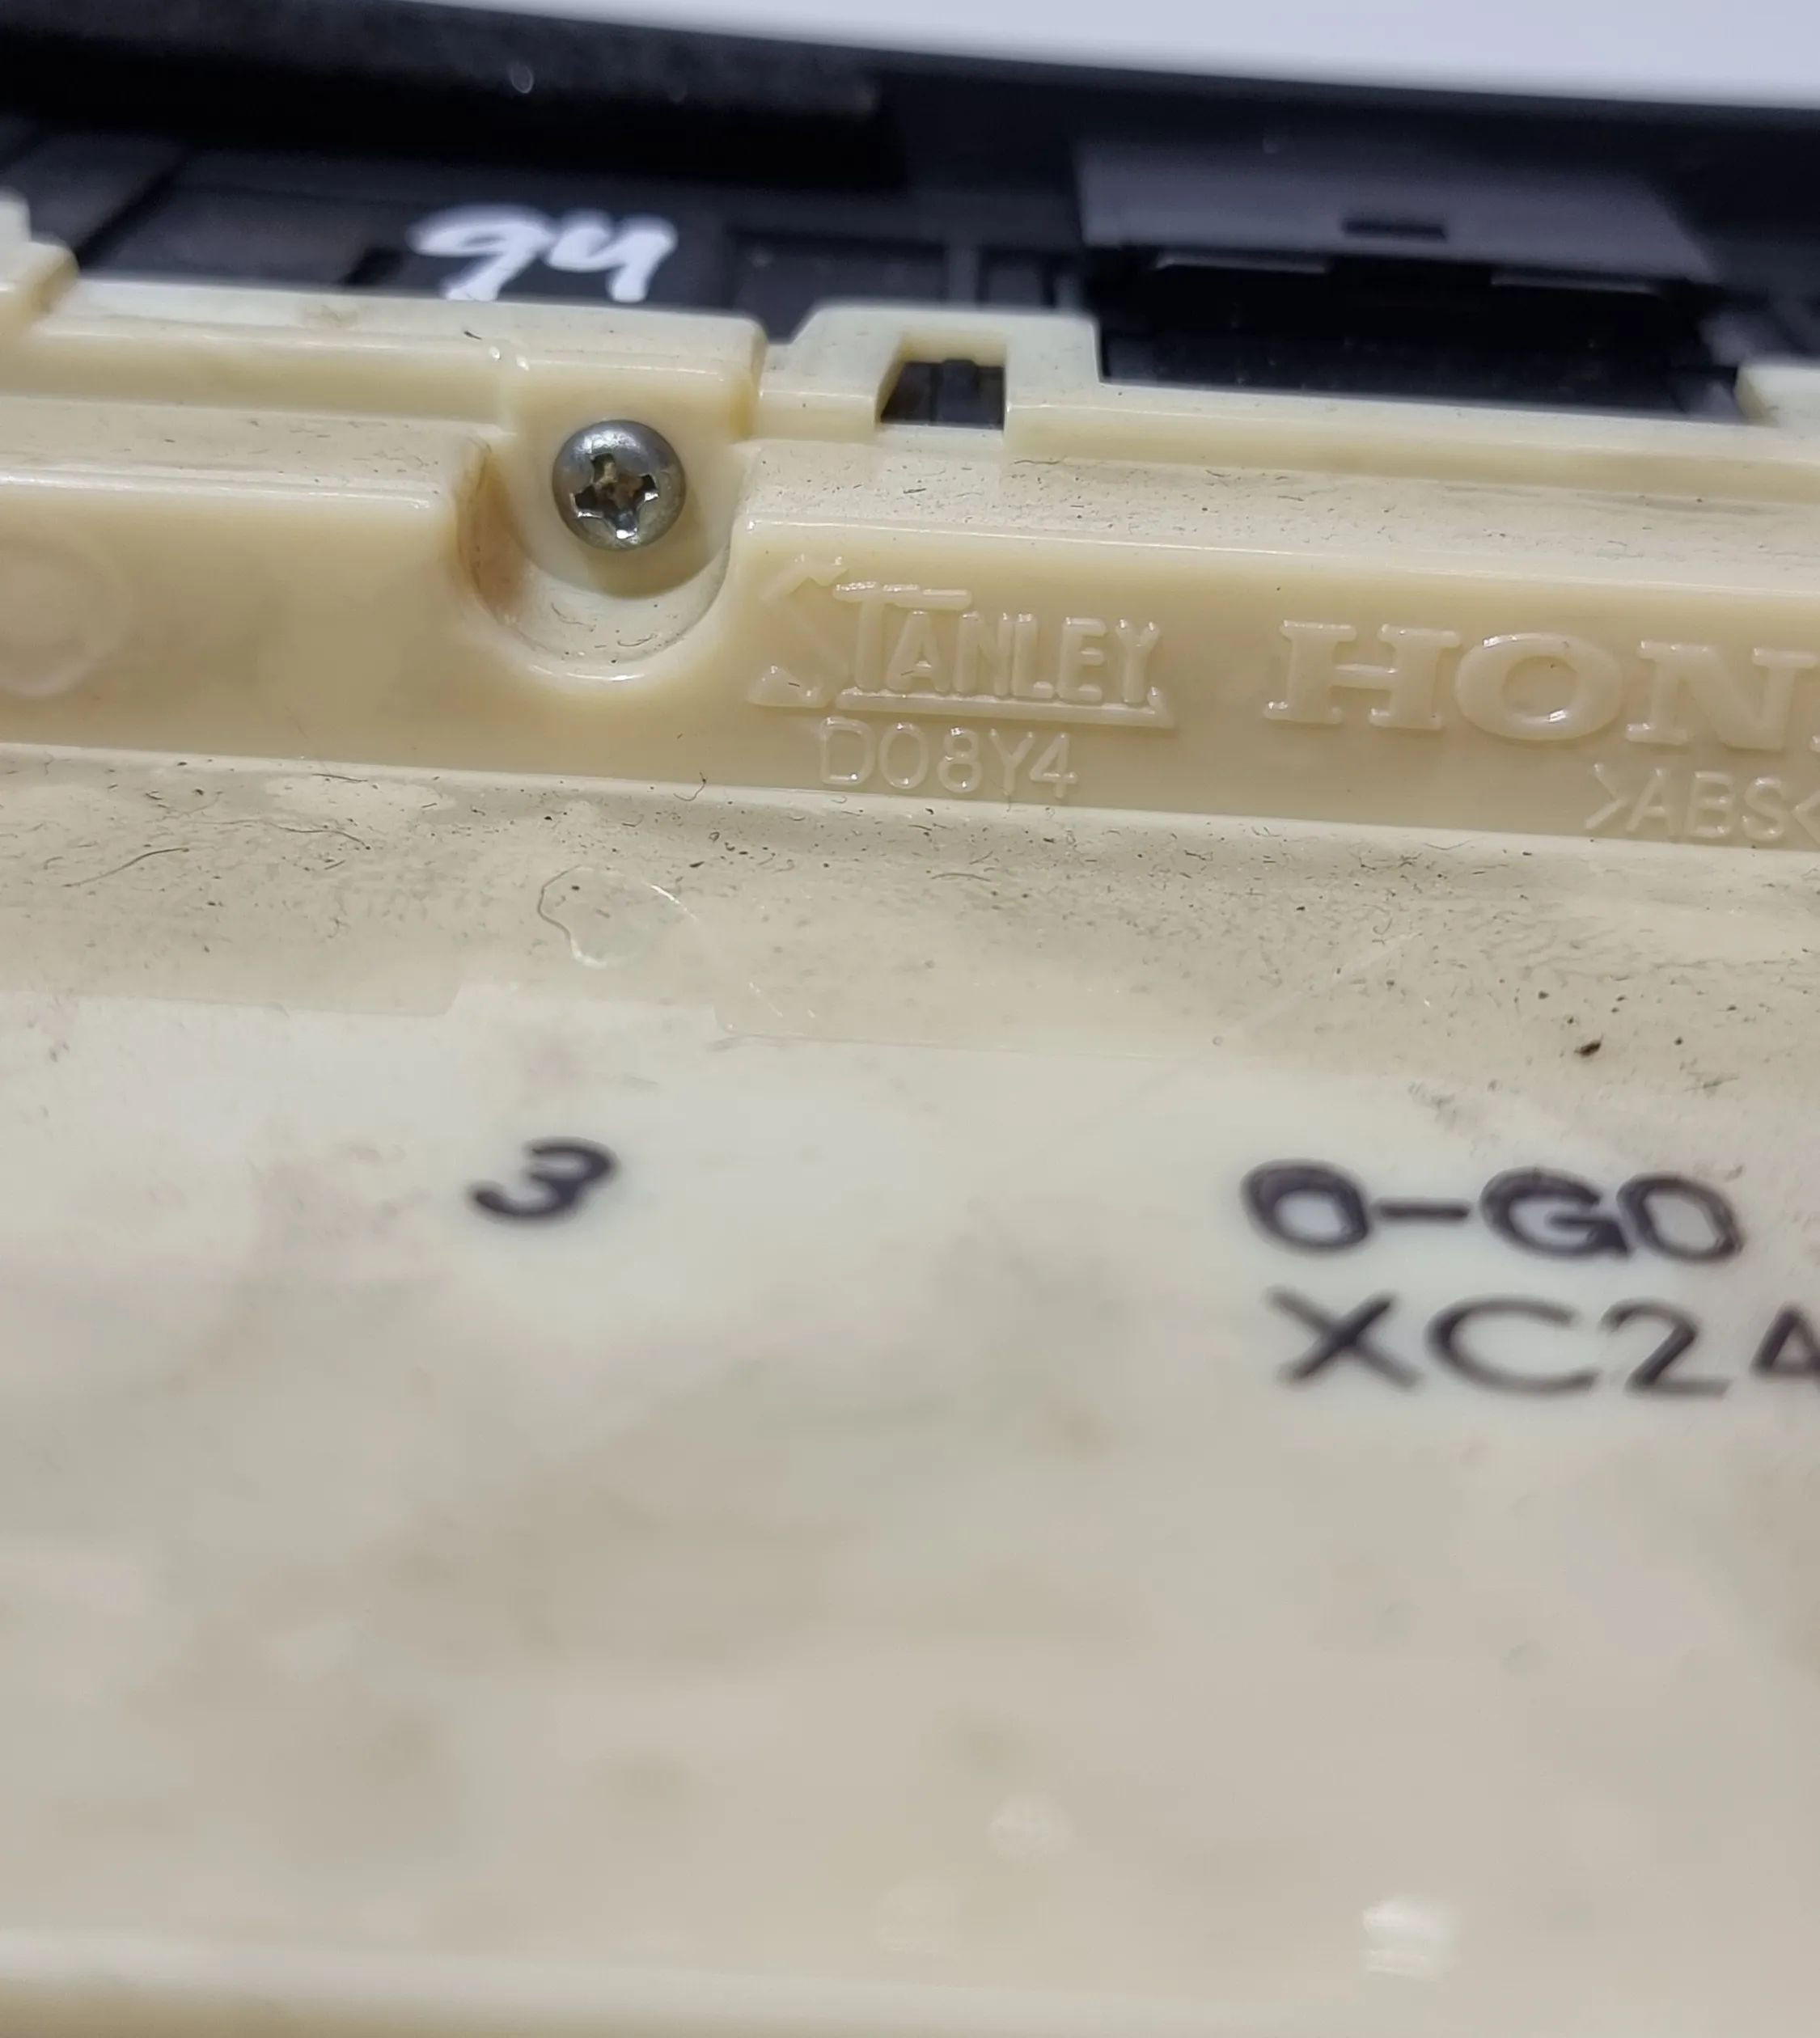 94
STANLEY HON
D08Y4
>ABS<
3 0-G0
XC2A